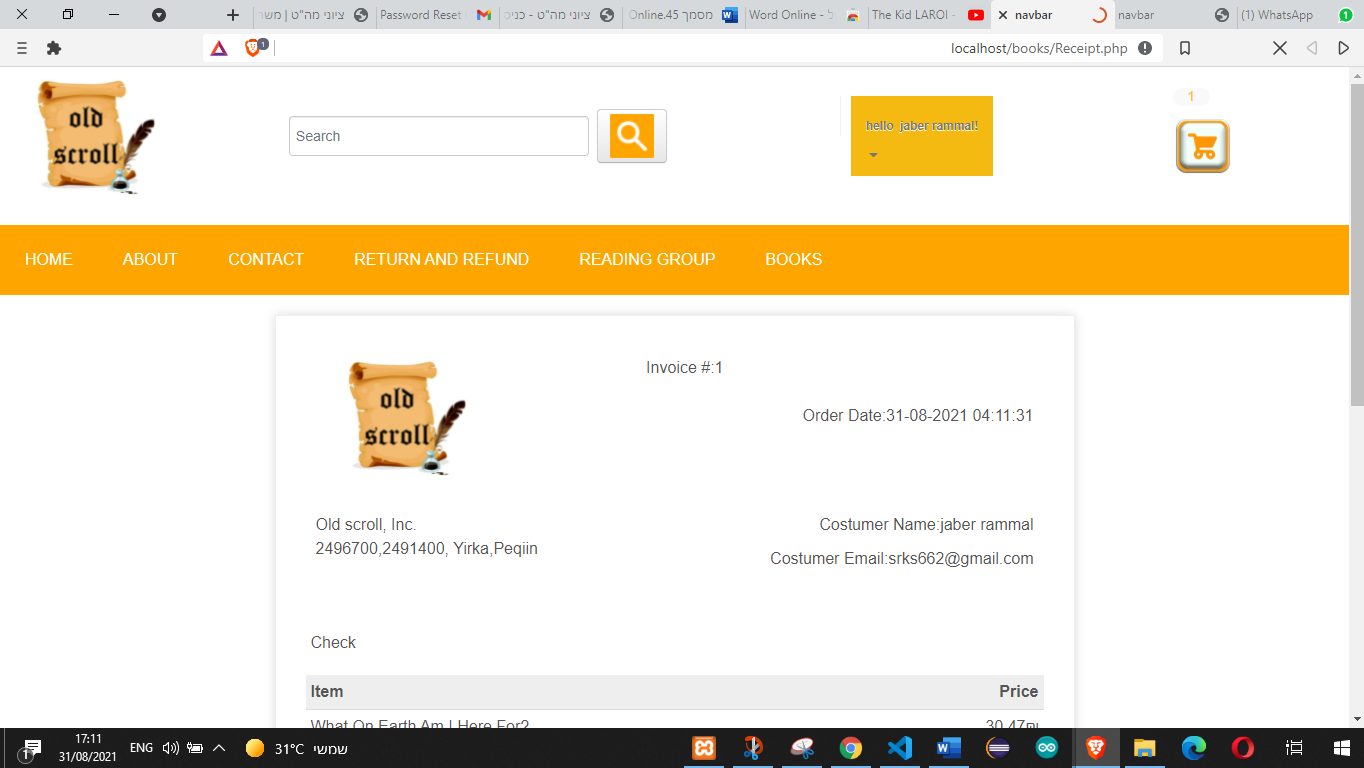 ציוני מה"ט | משר
Password Reset
ציוני מה"ט - כניס
Online.45 מסמך
Word Online - ל
The Kid LAROI -
navbar
navbar
(1) WhatsApp
1
1
localhost/books/Receipt.php
old
scroll
Search
hello jaber rammal!
1
HOME
ABOUT
CONTACT
RETURN AND REFUND
READING GROUP
BOOKS
old
scroll
Invoice #:1
Order Date:31-08-2021 04:11:31
Old scroll, Inc.
2496700,2491400, Yirka,Peqiin
Costumer Name:jaber rammal
Costumer Email:srks662@gmail.com
Check
Item Price
What On Earth Am I Here For? 30.47₪
1
17:11
31/08/2021
ENG
31°C שמשי